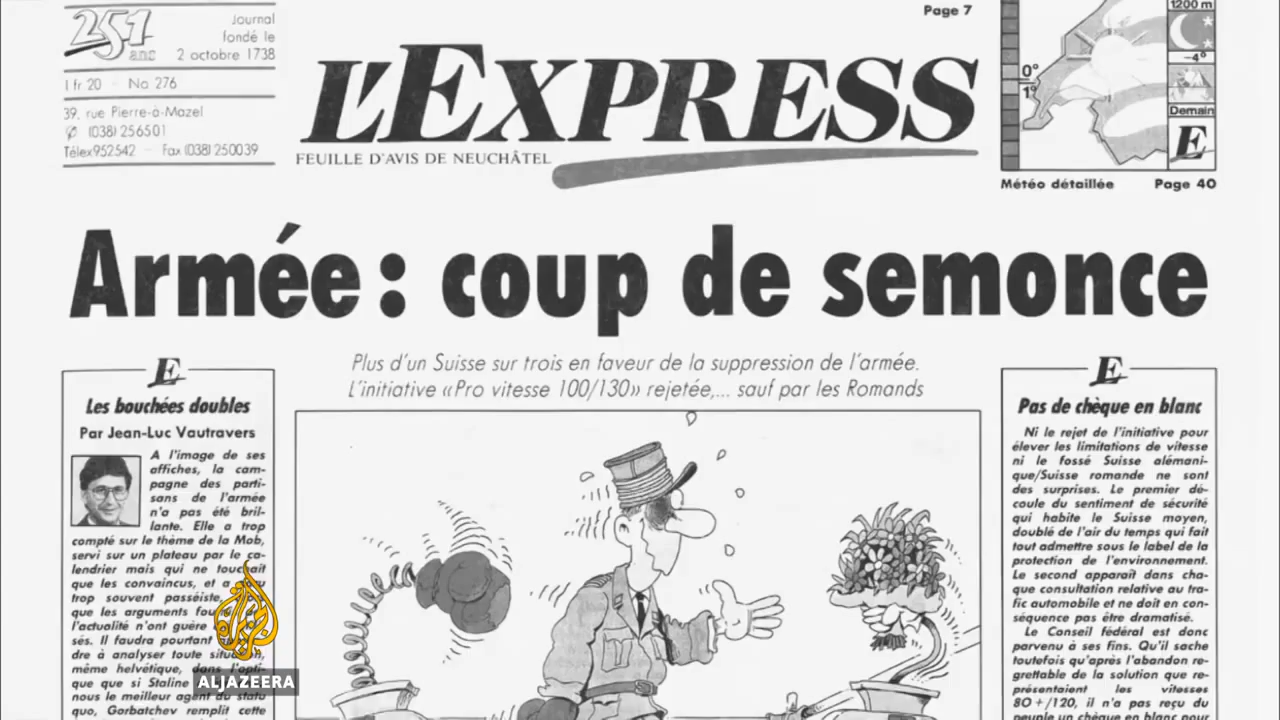 251 ans
Journal
fondé le
2 octobre 1738
1 fr 20 - No 276
39, rue Pierre-à-Mazel
✆ (038) 256501
Télex 952542 - Fax (038) 250039
Page 7
L'EXPRESS
FEUILLE D'AVIS DE NEUCHÂTEL
1200 m
0°
1°
-4°
Demain
E
Météo détaillée Page 40
Armée : coup de semonce
Plus d'un Suisse sur trois en faveur de la suppression de l'armée.
L'initiative «Pro vitesse 100/130» rejetée,... sauf par les Romands
E
Les bouchées doubles
Par Jean-Luc Vautravers
A l'image de ses
affiches, la cam-
pagne des parti-
sans de l'armée
n'a pas été bril-
lante. Elle a trop
compté sur le thème de la Mob,
servi sur un plateau par le ca-
lendrier mais qui ne touchait
que les convaincus, et a
trop souvent passéiste,
que les arguments
l'actualité n'ont guère
sés. Il faudra pourtant
dre à analyser toute situation,
même helvétique, dans l'opti-
que que si Staline
nous le meilleur agent du statu
quo, Gorbatchev remplit cette
E
Pas de chèque en blanc
Ni le rejet de l'initiative pour
élever les limitations de vitesse
ni le fossé Suisse alémani-
que/Suisse romande ne sont
des surprises. Le premier dé-
coule du sentiment de sécurité
qui habite le Suisse moyen,
doublé de l'air du temps qui fait
tout admettre sous le label de la
protection de l'environnement.
Le second apparaît dans cha-
que consultation relative au tra-
fic automobile et ne doit en con-
séquence pas être dramatisé.
Le Conseil fédéral est donc
parvenu à ses fins. Qu'il sache
toutefois qu'après l'abandon re-
grettable de la solution que re-
présentaient les vitesses
80+/120, il n'a pas reçu du
peuple un chèque en blanc pour
ALJAZEERA